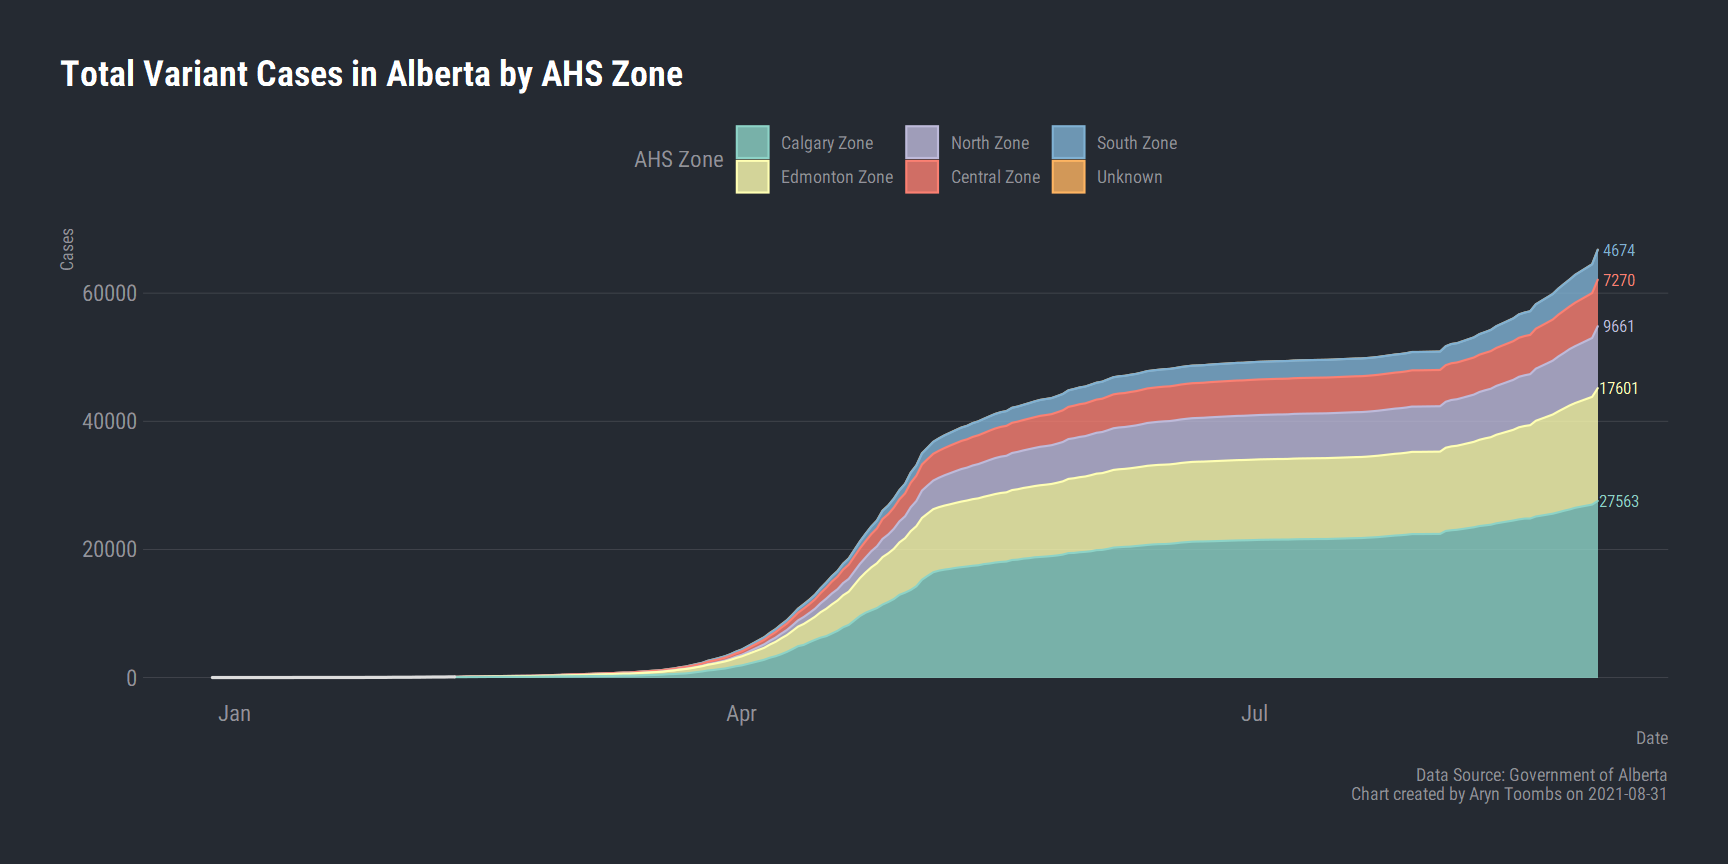 Total Variant Cases in Alberta by AHS Zone
AHS Zone
Calgary Zone
North Zone
South Zone
Edmonton Zone
Central Zone
Unknown
Cases
60000
40000
20000
0
4674
7270
9661
17601
27563
Jan
Apr
Jul
Date
Data Source: Government of Alberta
Chart created by Aryn Toombs on 2021-08-31